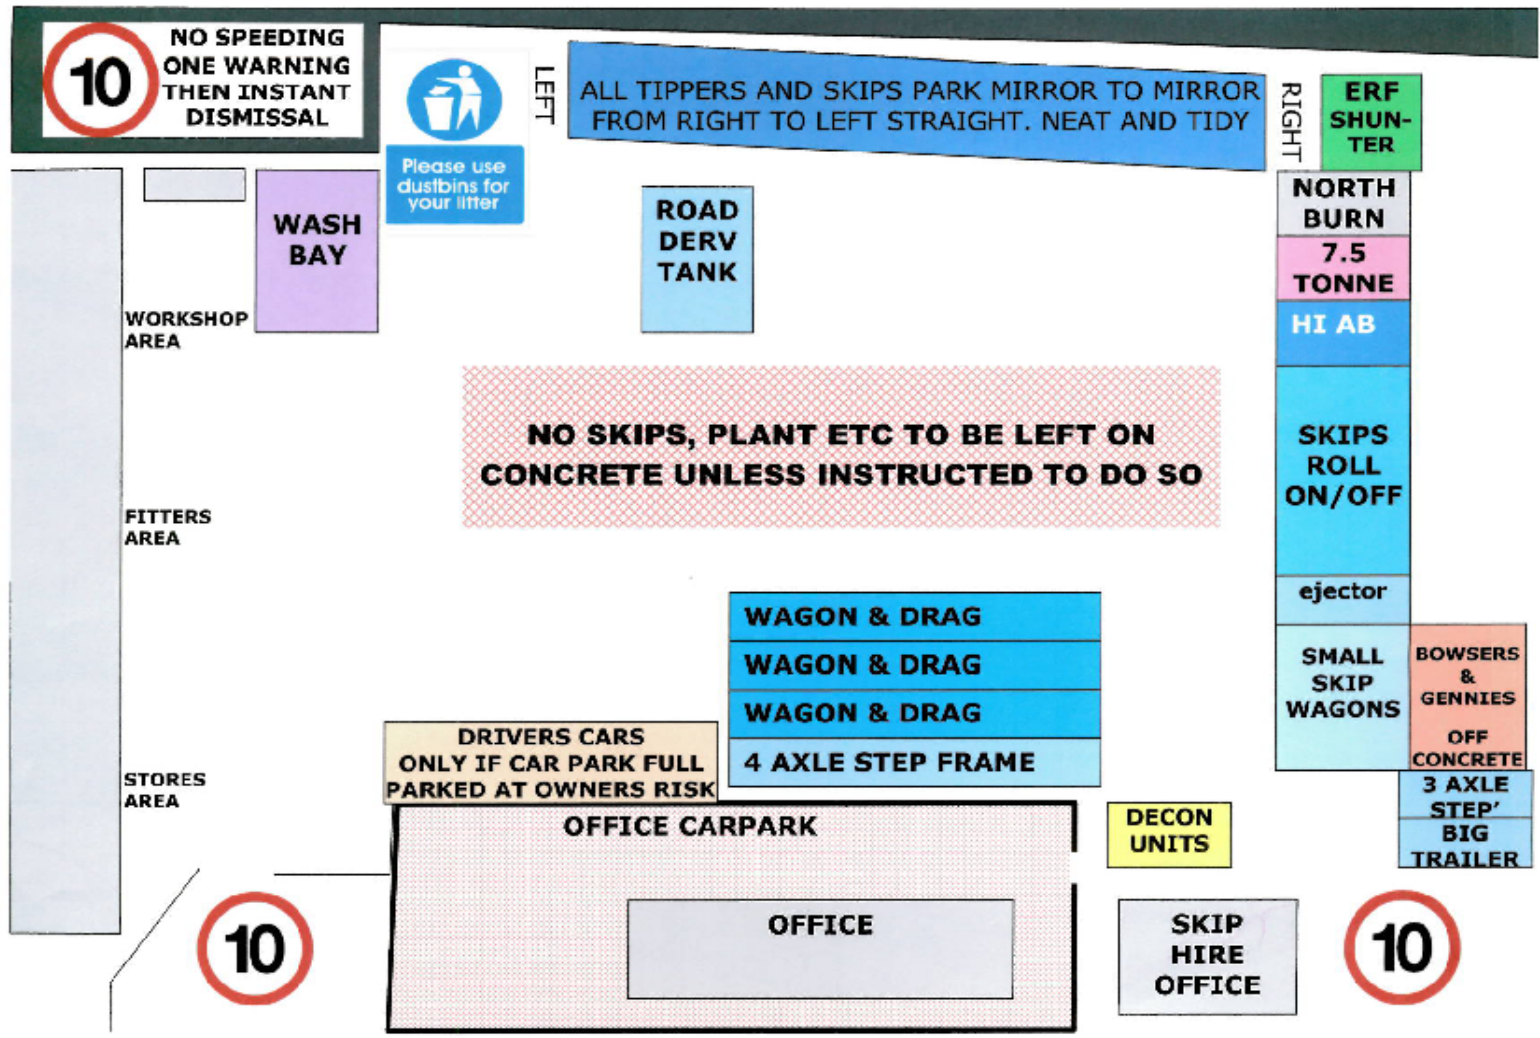 10
NO SPEEDING
ONE WARNING
THEN INSTANT
DISMISSAL
Please use
dustbins for
your litter
LEFT
ALL TIPPERS AND SKIPS PARK MIRROR TO MIRROR
FROM RIGHT TO LEFT STRAIGHT. NEAT AND TIDY
RIGHT
ERF
SHUN-
TER
WASH
BAY
ROAD
DERV
TANK
NORTH
BURN
7.5
TONNE
HI AB
WORKSHOP
AREA
NO SKIPS, PLANT ETC TO BE LEFT ON
CONCRETE UNLESS INSTRUCTED TO DO SO
SKIPS
ROLL
ON/OFF
FITTERS
AREA
ejector
WAGON & DRAG
WAGON & DRAG
WAGON & DRAG
4 AXLE STEP FRAME
SMALL
SKIP
WAGONS
BOWSERS
&
GENNIES
OFF
CONCRETE
DRIVERS CARS
ONLY IF CAR PARK FULL
PARKED AT OWNERS RISK
STORES
AREA
3 AXLE
STEP'
BIG
TRAILER
OFFICE CARPARK
DECON
UNITS
10
OFFICE
SKIP
HIRE
OFFICE
10